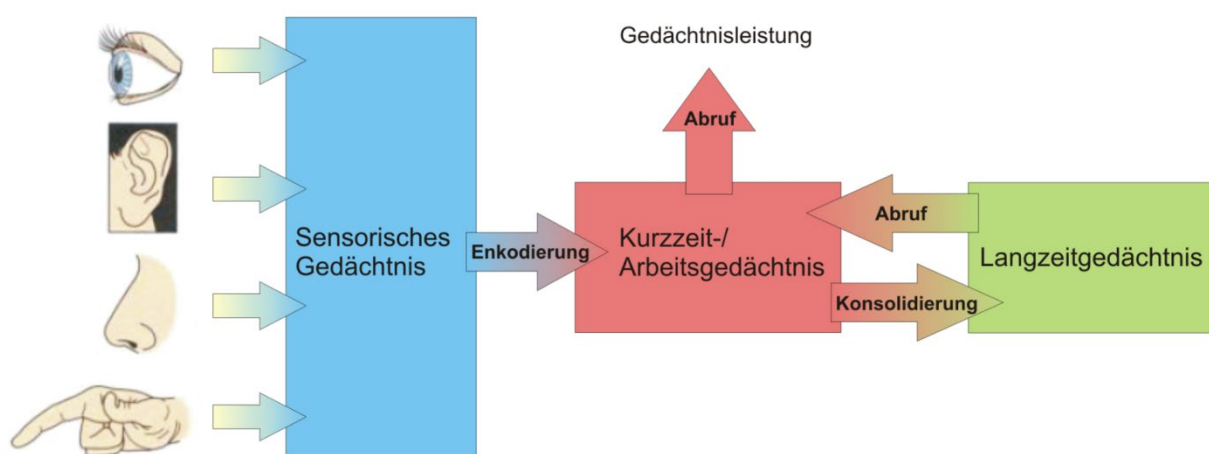 Gedächtnisleistung
Abruf
Sensorisches
Gedächtnis
Enkodierung
Kurzzeit-/
Arbeitsgedächtnis
Abruf
Konsolidierung
Langzeitgedächtnis